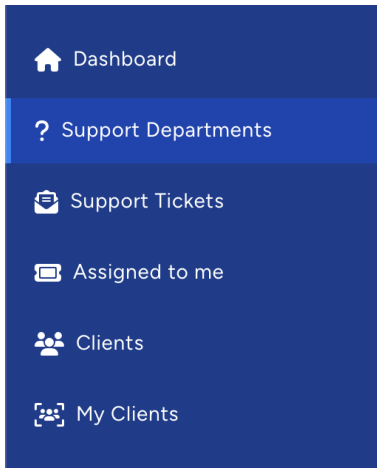 Dashboard
Support Departments
Support Tickets
Assigned to me
Clients
My Clients